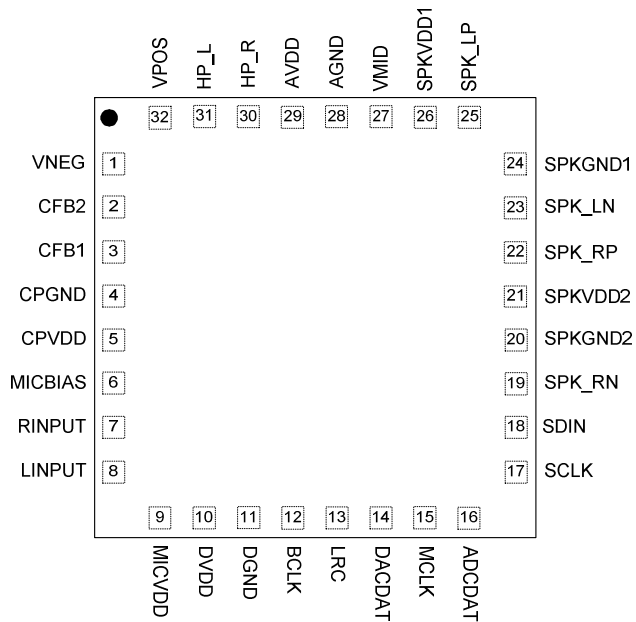 VPOS HP_L HP_R AVDD AGND VMID SPKVDD1 SPK_LP
32 31 30 29 28 27 26 25
VNEG 1 24 SPKGND1
CFB2 2 23 SPK_LN
CFB1 3 22 SPK_RP
CPGND 4 21 SPKVDD2
CPVDD 5 20 SPKGND2
MICBIAS 6 19 SPK_RN
RINPUT 7 18 SDIN
LINPUT 8 17 SCLK
9 10 11 12 13 14 15 16
MICVDD DVDD DGND BCLK LRC DACDAT MCLK ADCDAT